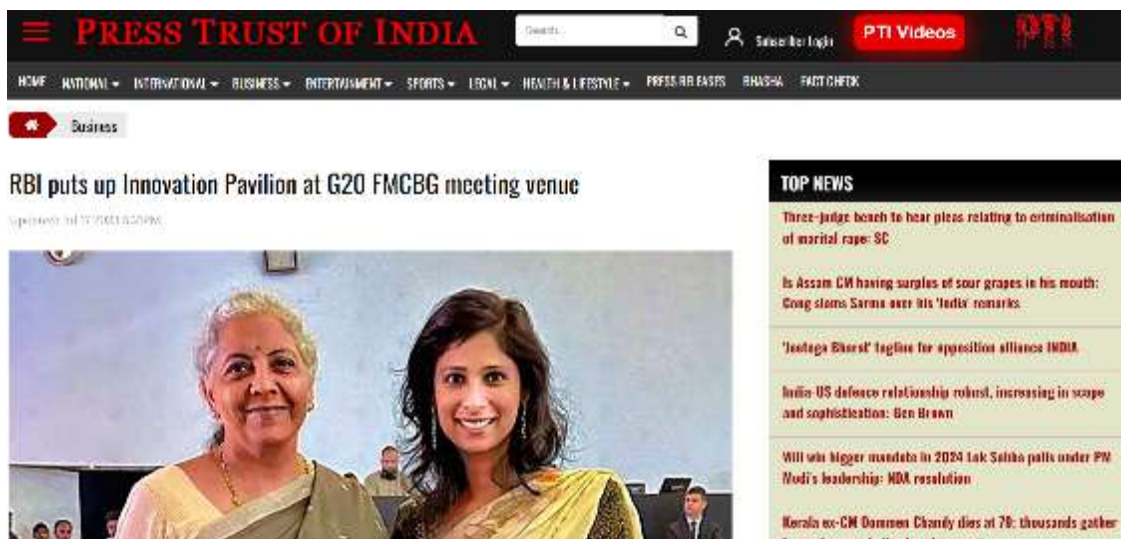 PRESS TRUST OF INDIA
Search...
Subscriber login
PTI Videos
PTI
HOME NATIONAL INTERNATIONAL BUSINESS ENTERTAINMENT SPORTS LEGAL HEALTH & LIFESTYLE PRESS RELEASES BHASHA FACT CHECK
Business
RBI puts up Innovation Pavilion at G20 FMCBG meeting venue
TOP NEWS
Three-judge bench to hear pleas relating to criminalisation
of marital rape: SC
Is Assam CM having surplus of sour grapes in his mouth:
Cong slams Sarma over his 'India' remarks
'Jeetega Bharat' tagline for opposition alliance INDIA
India-US defence relationship robust, increasing in scope
and sophistication: Gen Brown
Will win bigger mandate in 2024 Lok Sabha polls under PM
Modi's leadership: NDA resolution
Kerala ex-CM Oommen Chandy dies at 79; thousands gather